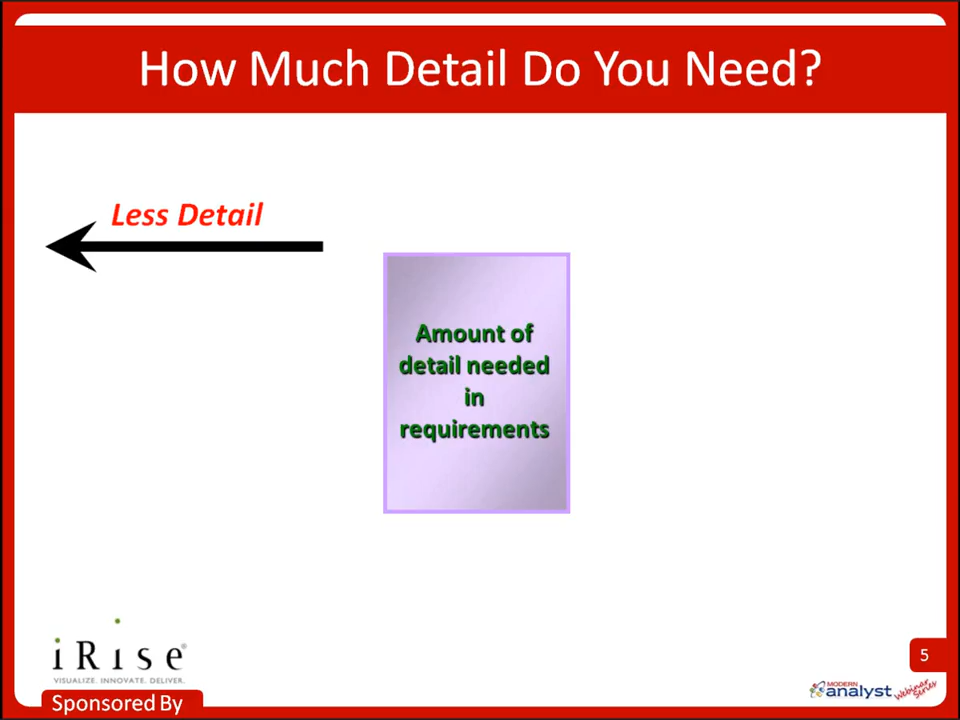 How Much Detail Do You Need?
Less Detail
Amount of
detail needed
in
requirements
iRise®
VISUALIZE. INNOVATE. DELIVER.
Sponsored By
5
MODERN
analyst
Webinar
Series